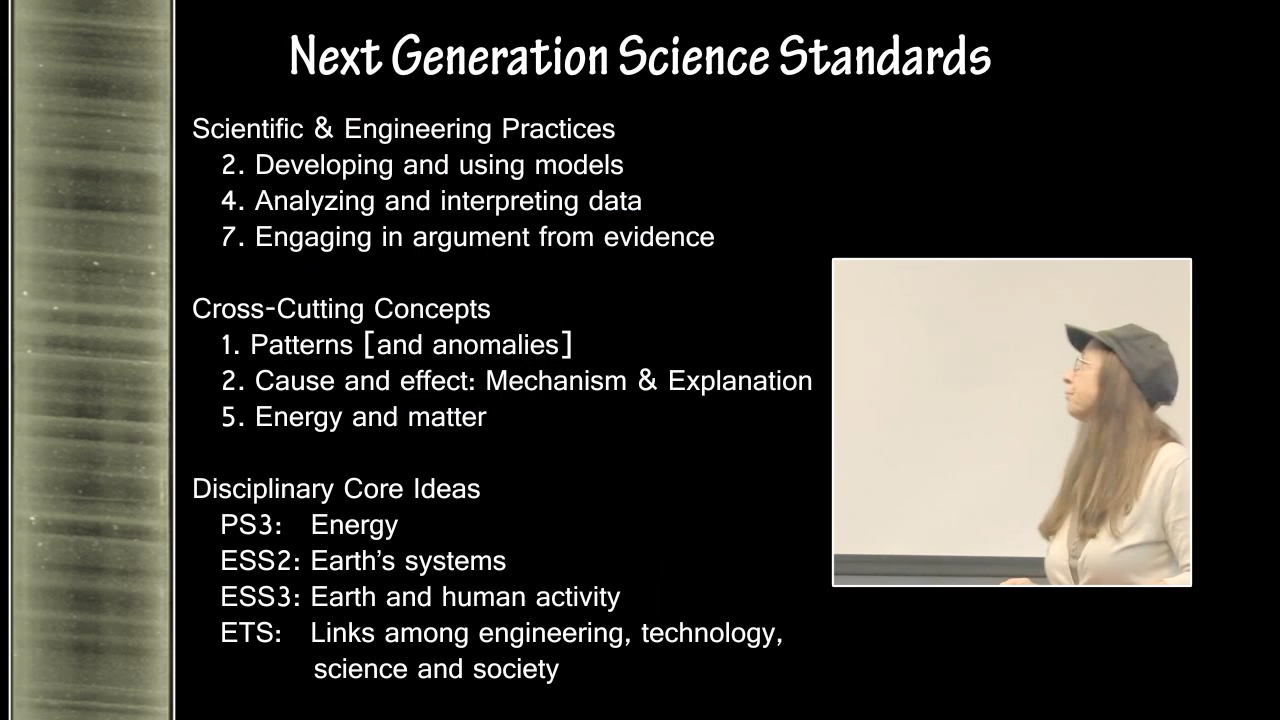 Next Generation Science Standards
Scientific & Engineering Practices
2. Developing and using models
4. Analyzing and interpreting data
7. Engaging in argument from evidence
Cross-Cutting Concepts
1. Patterns [and anomalies]
2. Cause and effect: Mechanism & Explanation
5. Energy and matter
Disciplinary Core Ideas
PS3: Energy
ESS2: Earth's systems
ESS3: Earth and human activity
ETS: Links among engineering, technology,
science and society